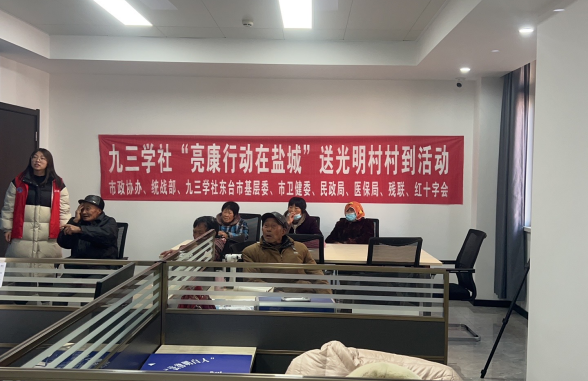 九三学社“亮康行动在盐城”送光明村村到活动
市政协办、统战部、九三学社东台市基层委、市卫健委、民政局、医保局、残联、红十字会